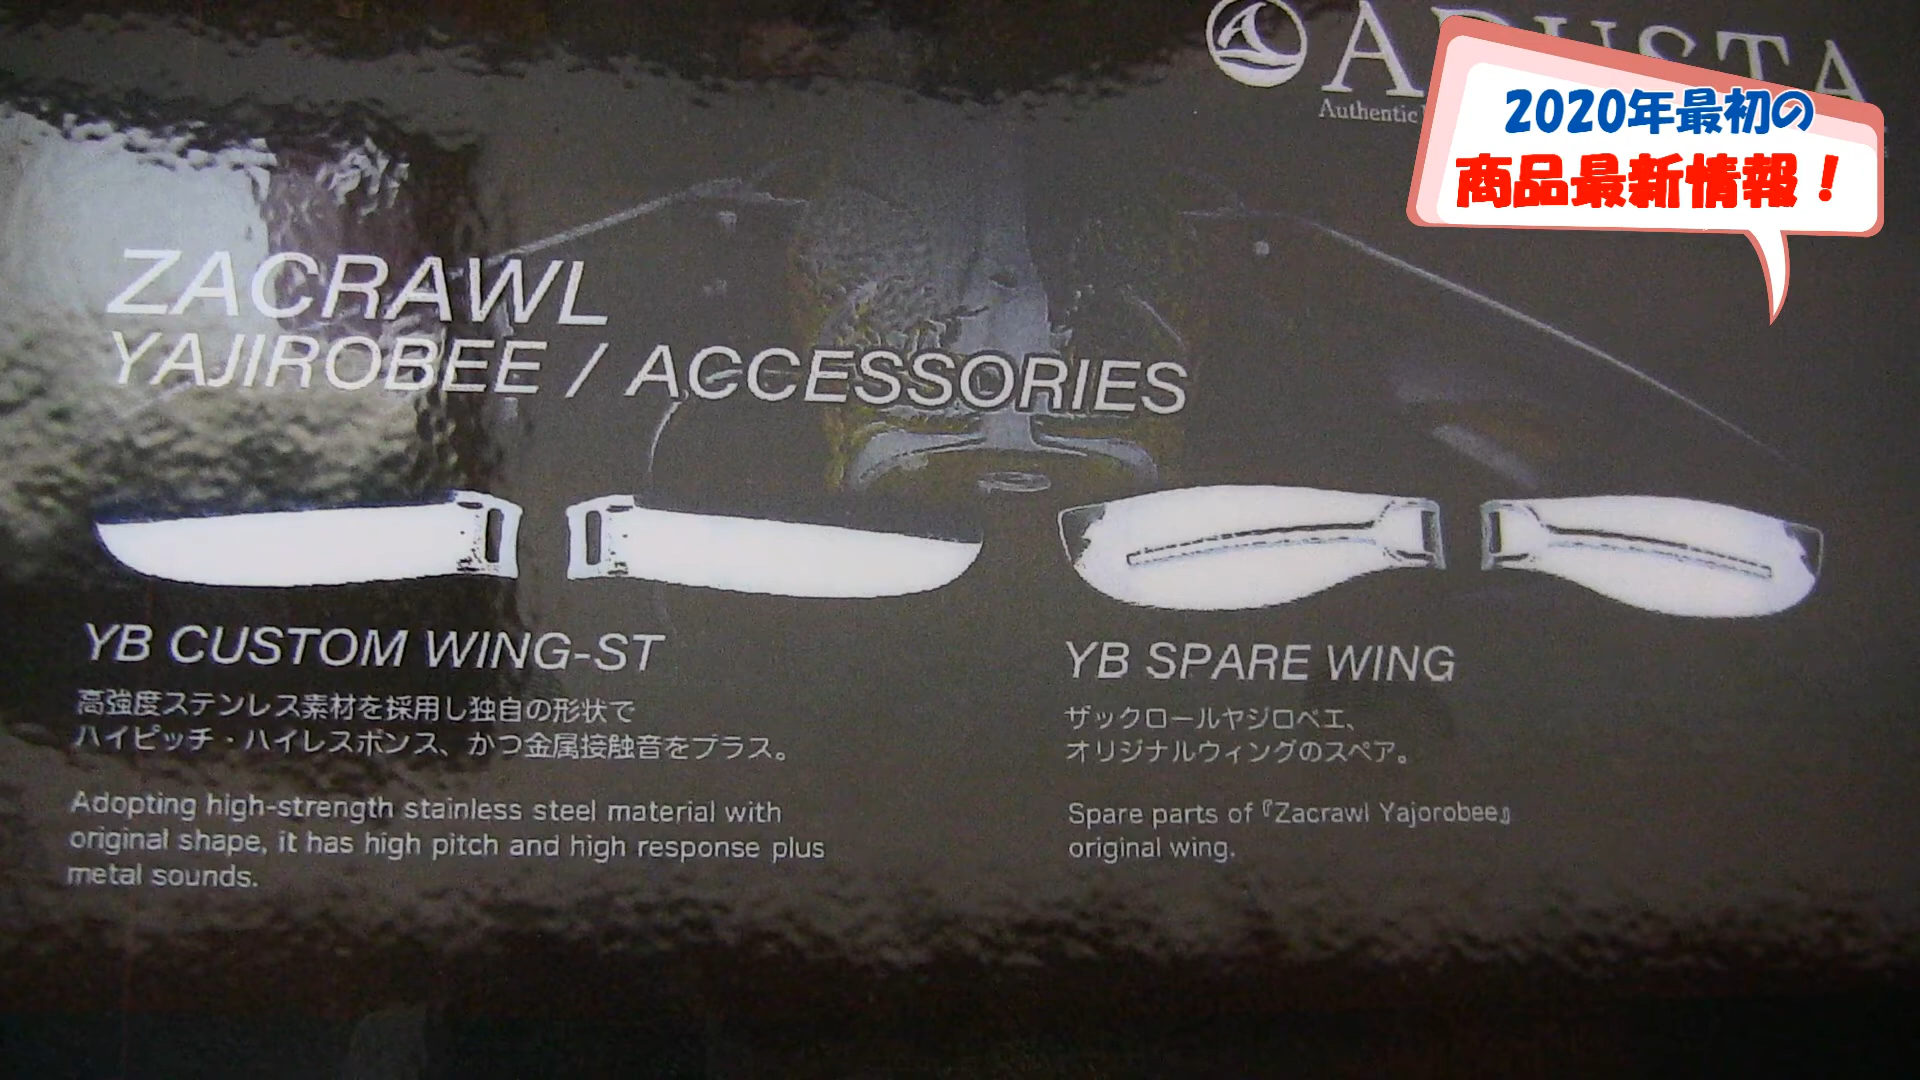 Authentic
2020年最初の
商品最新情報！
ZACRAWL
YAJIROBEE / ACCESSORIES
YB CUSTOM WING-ST
高強度ステンレス素材を採用し独自の形状で
ハイピッチ・ハイレスポンス、かつ金属接触音をプラス。
Adopting high-strength stainless steel material with
original shape, it has high pitch and high response plus
metal sounds.
YB SPARE WING
ザックロールヤジロベエ、
オリジナルウィングのスペア。
Spare parts of『Zacrawl Yajorobee』
original wing.